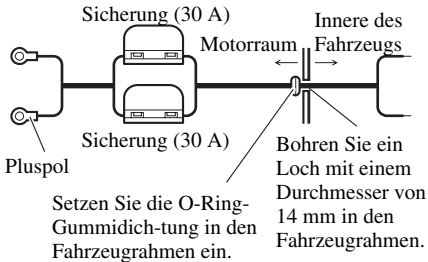 Sicherung (30 A)
Motorraum
Innere des
Fahrzeugs
Sicherung (30 A)
Pluspol
Setzen Sie die O-Ring-
Gummidich-tung in den
Fahrzeugrahmen ein.
Bohren Sie ein
Loch mit einem
Durchmesser von
14 mm in den
Fahrzeugrahmen.